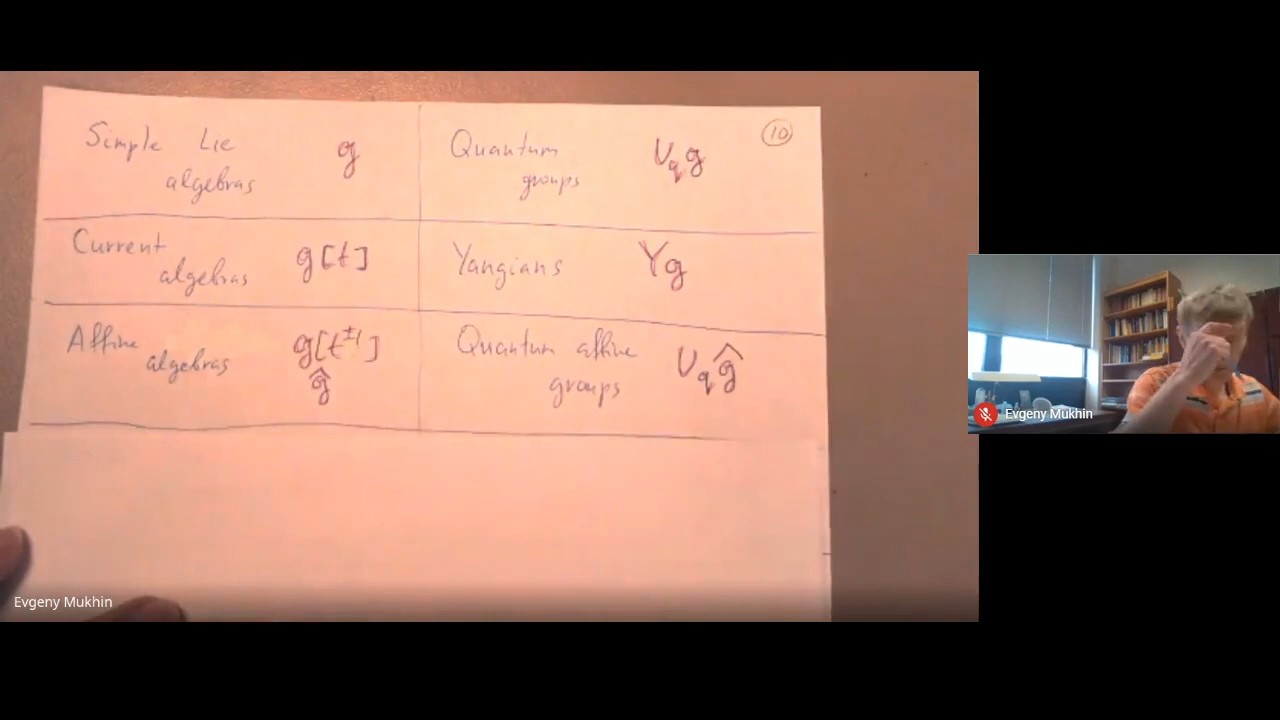 Simple Lie algebras g
Quantum groups U_q g
10
Current algebras g[t]
Yangians Yg
Affine algebras g[t^±1] ĝ
Quantum affine groups U_q ĝ
Evgeny Mukhin
Evgeny Mukhin